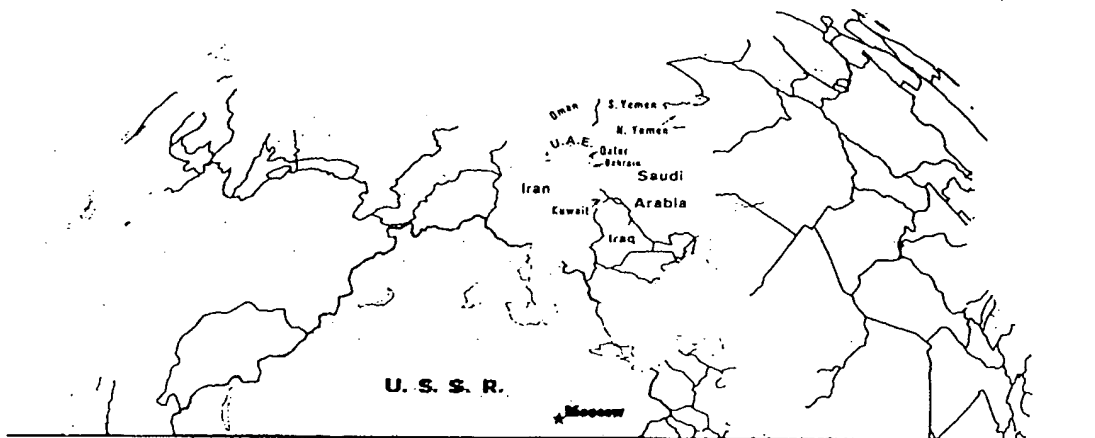 Oman
S. Yemen
N. Yemen
U.A.E.
Qatar
Bahrain
Saudi
Arabia
Iran
Kuwait
Iraq
U. S. S. R.
Moscow